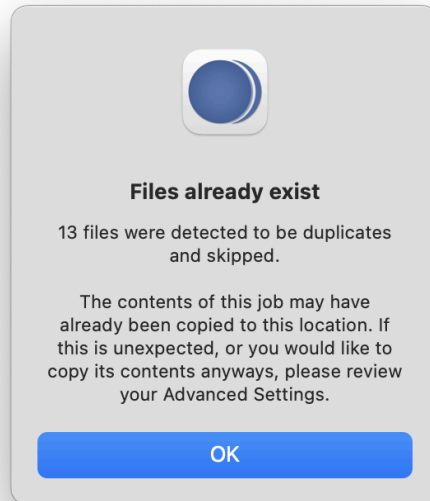 Files already exist
13 files were detected to be duplicates
and skipped.
The contents of this job may have
already been copied to this location. If
this is unexpected, or you would like to
copy its contents anyways, please review
your Advanced Settings.
OK